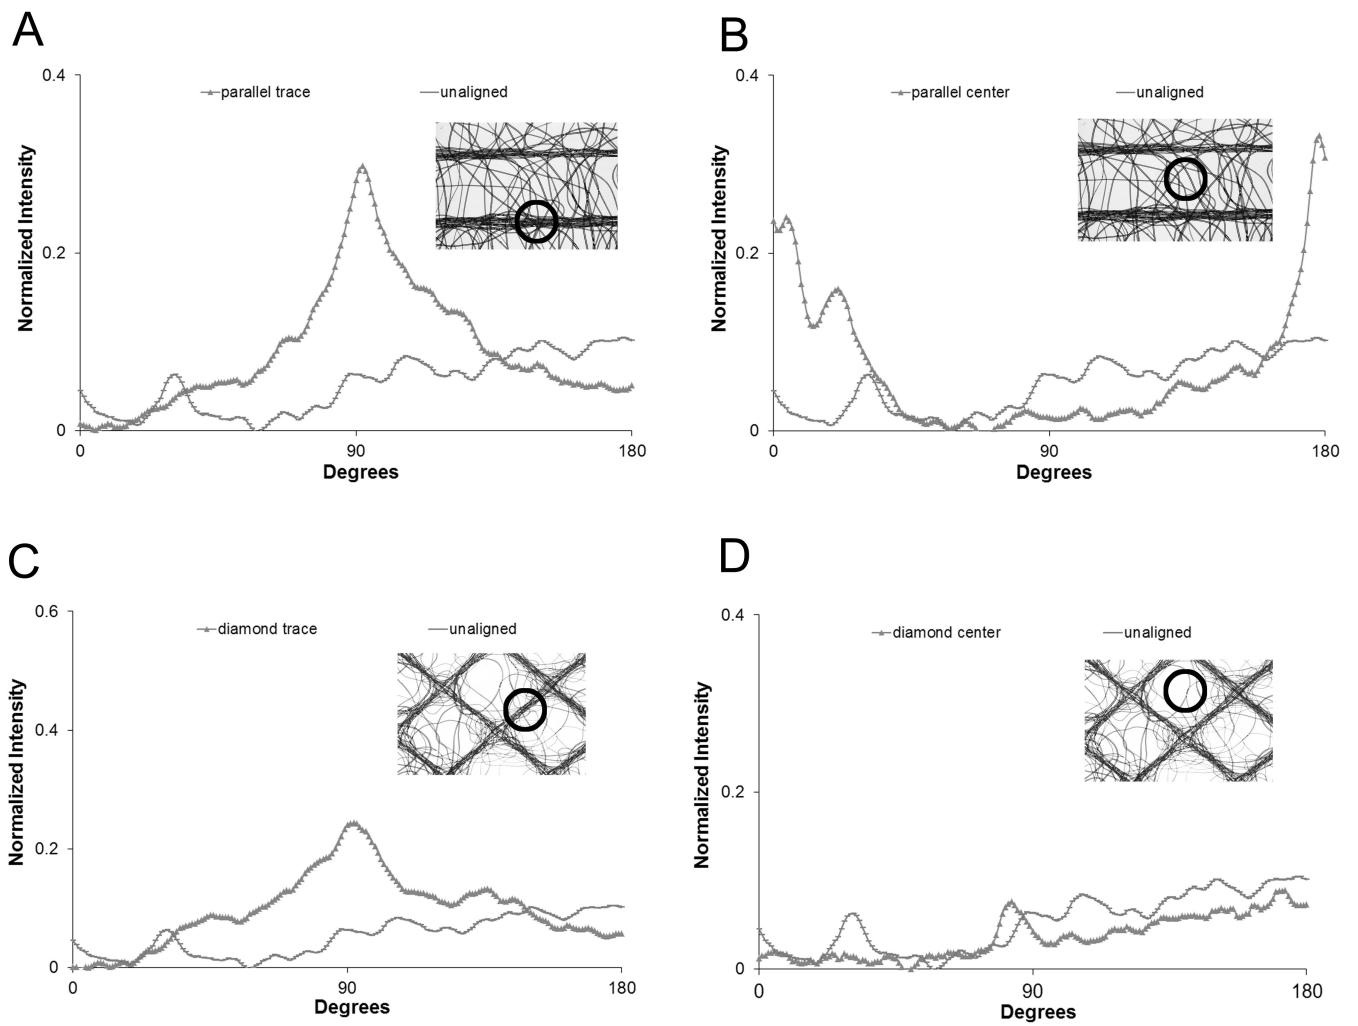 A
0.4
parallel trace
unaligned
Normalized Intensity
0.2
0
0
90
180
Degrees
B
0.4
parallel center
unaligned
Normalized Intensity
0.2
0
0
90
180
Degrees
C
0.6
diamond trace
unaligned
Normalized Intensity
0.4
0.2
0
0
90
180
Degrees
D
0.4
diamond center
unaligned
Normalized Intensity
0.2
0
0
90
180
Degrees